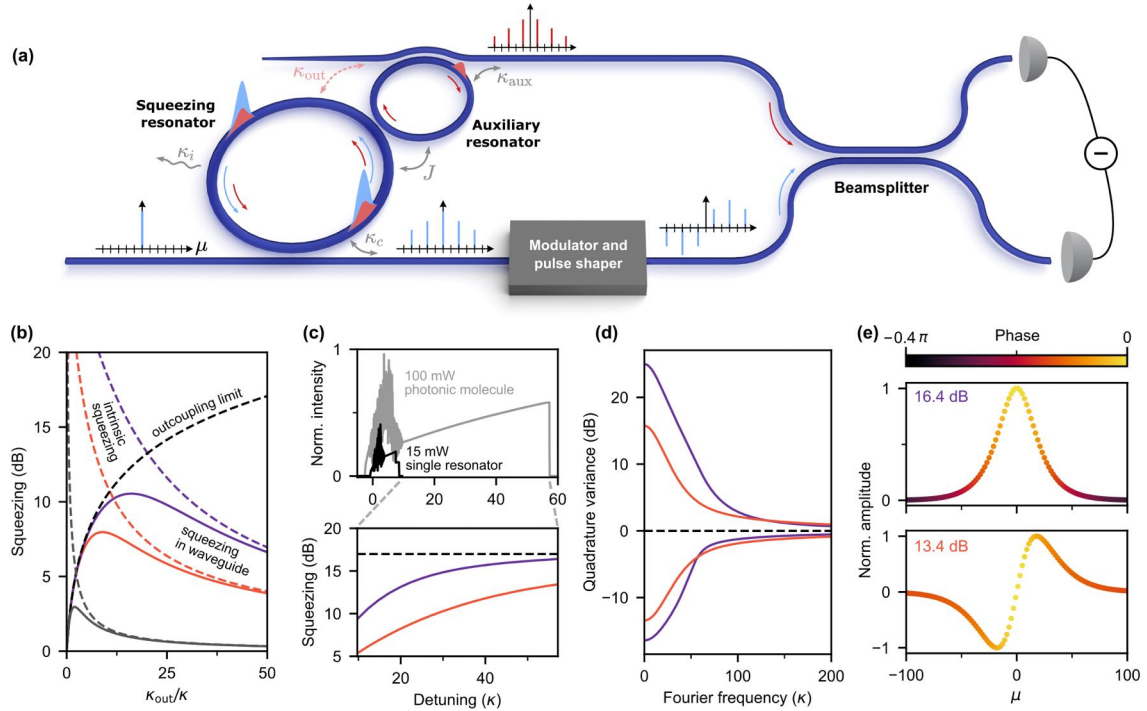 (a)
κout
κaux
Squeezing
resonator
Auxiliary
resonator
κi
J
κc
μ
Modulator and
pulse shaper
Beamsplitter
−
(b)
20
15
10
5
0
Squeezing (dB)
intrinsic
squeezing
outcoupling limit
squeezing
in waveguide
0
25
50
κout/κ
(c)
1
0
Norm. intensity
100 mW
photonic molecule
15 mW
single resonator
0
20
40
60
20
15
10
5
Squeezing (dB)
20
40
Detuning (κ)
(d)
20
10
0
−10
Quadrature variance (dB)
0
100
200
Fourier frequency (κ)
(e)
Phase
−0.4 π
0
16.4 dB
1
0
Norm. amplitude
13.4 dB
1
0
−1
−100
0
100
μ